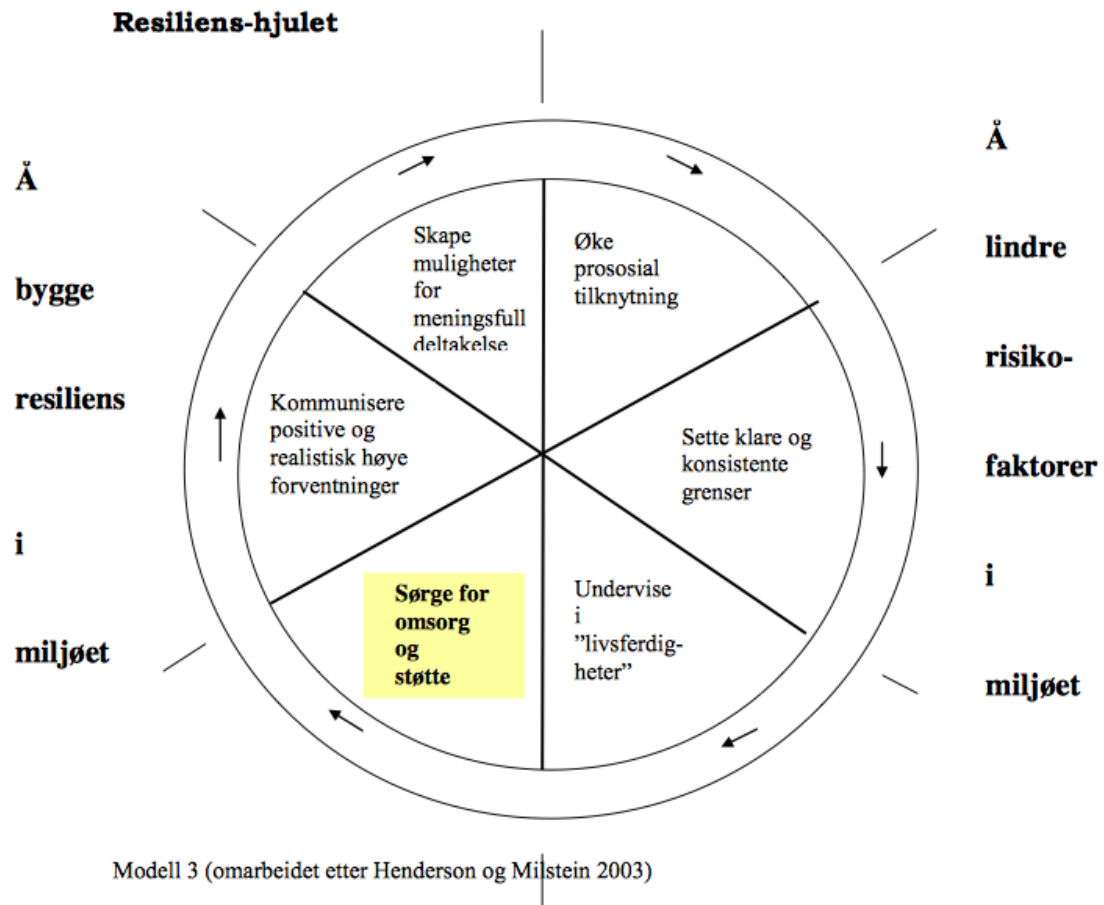 Resiliens-hjulet
Å
bygge
resiliens
i
miljøet
Skape
muligheter
for
meningsfull
deltakelse
Øke
prososial
tilknytning
Kommunisere
positive og
realistisk høye
forventninger
Sette klare og
konsistente
grenser
Sørge for
omsorg
og
støtte
Undervise
i
”livsferdig-
heter”
Å
lindre
risiko-
faktorer
i
miljøet
Modell 3 (omarbeidet etter Henderson og Milstein 2003)